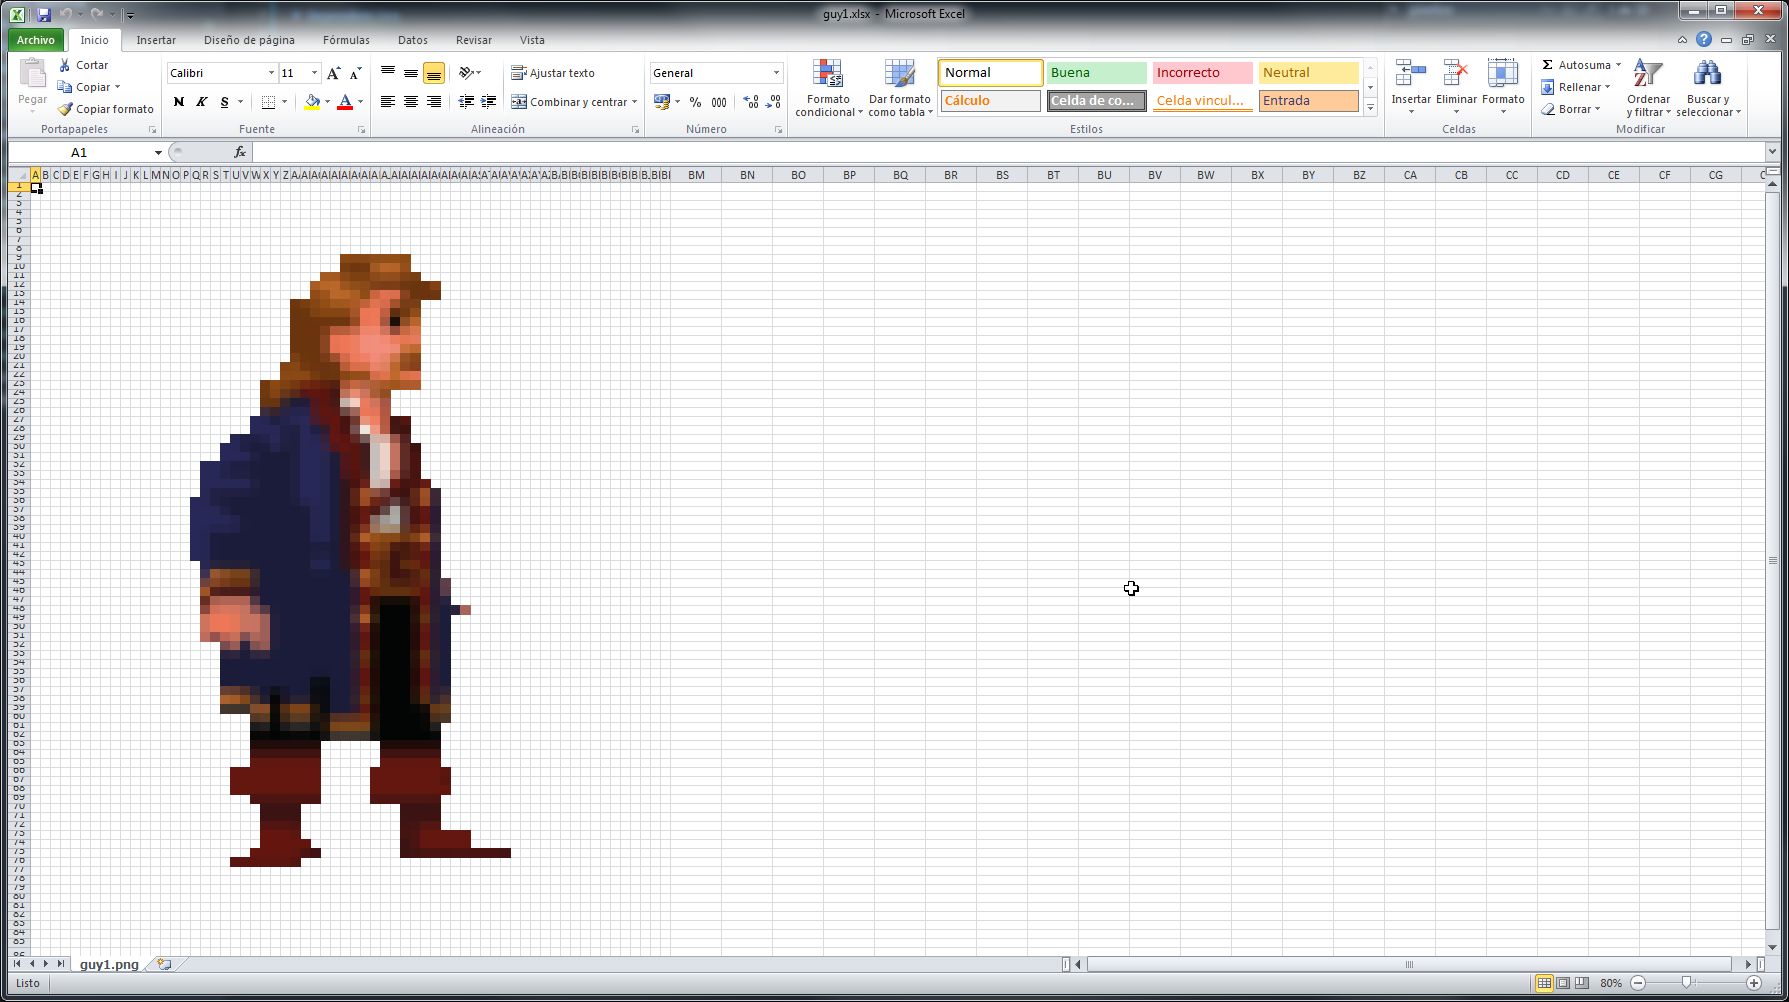 guy1.xlsx - Microsoft Excel
Archivo Inicio Insertar Diseño de página Fórmulas Datos Revisar Vista
Pegar
Cortar
Copiar
Copiar formato
Portapapeles
Calibri 11
N K S
Fuente
Ajustar texto
Combinar y centrar
Alineación
General
% 000
Número
Formato condicional
Dar formato como tabla
Normal Buena Incorrecto Neutral
Cálculo Celda de co... Celda vincul... Entrada
Estilos
Insertar Eliminar Formato
Celdas
Autosuma
Rellenar
Borrar
Ordenar y filtrar
Buscar y seleccionar
Modificar
A1 fx
A B C D E F G H I J K L M N O P Q R S T U V W X Y Z BM BN BO BP BQ BR BS BT BU BV BW BX BY BZ CA CB CC CD CE CF CG
guy1.png
Listo 80%